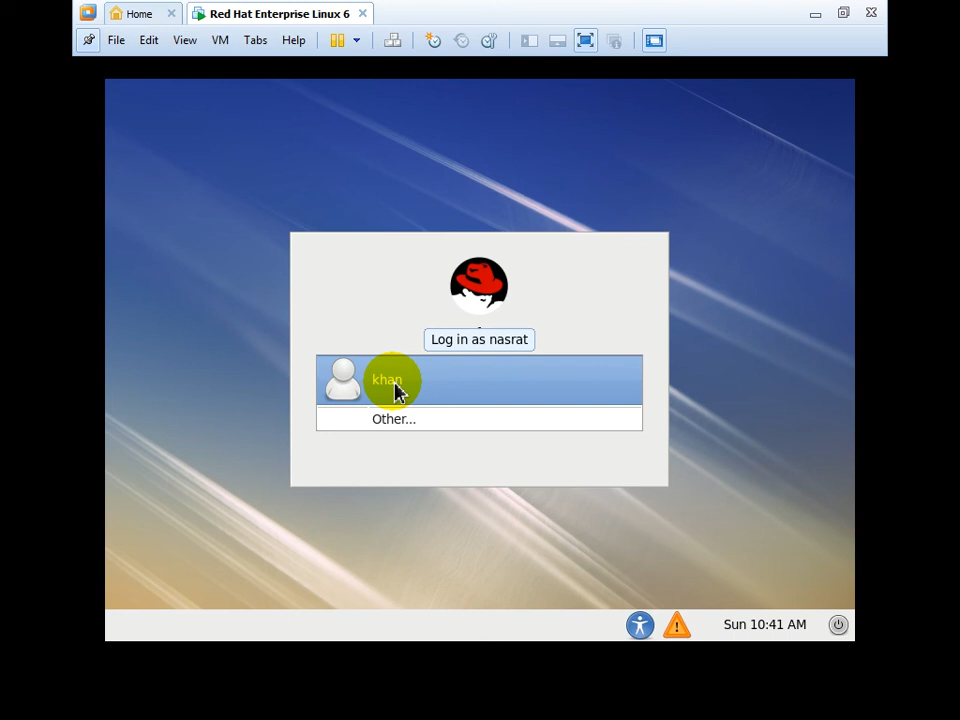 Home
Red Hat Enterprise Linux 6
File Edit View VM Tabs Help
Log in as nasrat
khan
Other...
Sun 10:41 AM